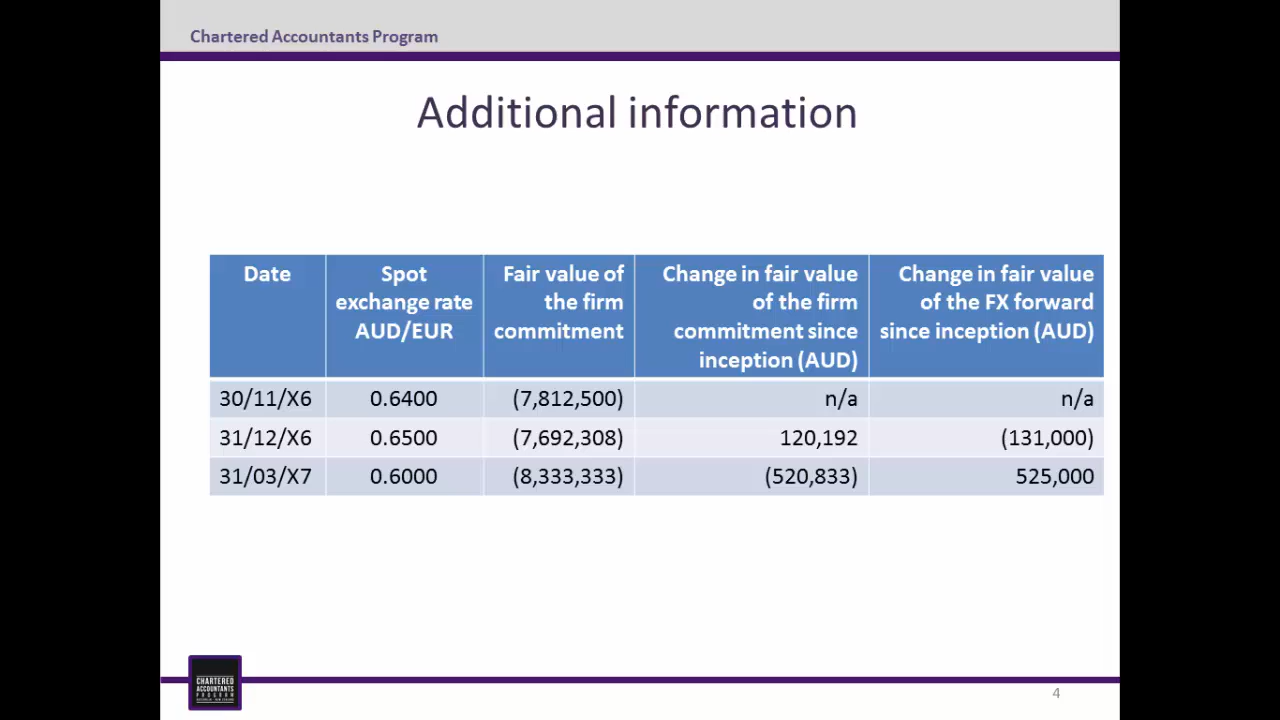 Chartered Accountants Program
Additional information
Date
Spot
exchange rate
AUD/EUR
Fair value of
the firm
commitment
Change in fair value
of the firm
commitment since
inception (AUD)
Change in fair value
of the FX forward
since inception (AUD)
30/11/X6 0.6400 (7,812,500) n/a n/a
31/12/X6 0.6500 (7,692,308) 120,192 (131,000)
31/03/X7 0.6000 (8,333,333) (520,833) 525,000
CHARTERED
ACCOUNTANTS
PROGRAM
4